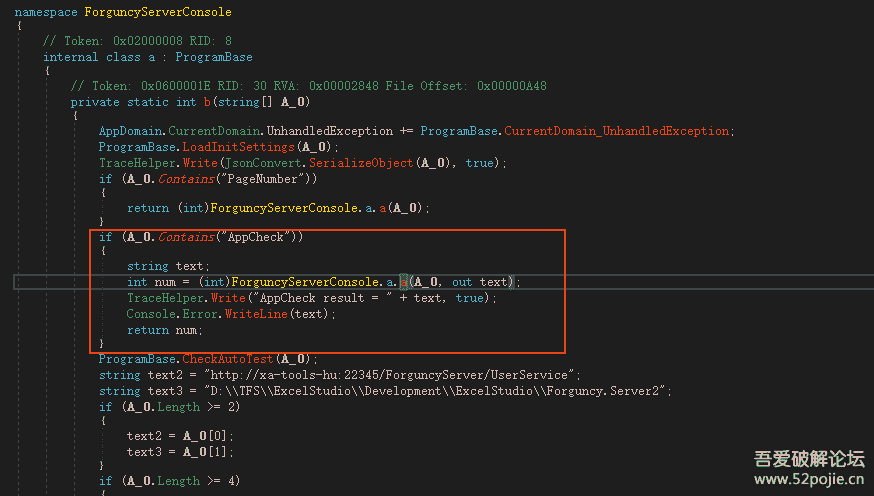 namespace ForguncyServerConsole
{
// Token: 0x02000008 RID: 8
internal class a : ProgramBase
{
// Token: 0x0600001E RID: 30 RVA: 0x00002848 File Offset: 0x00000A48
private static int b(string[] A_0)
{
AppDomain.CurrentDomain.UnhandledException += ProgramBase.CurrentDomain_UnhandledException;
ProgramBase.LoadInitSettings(A_0);
TraceHelper.Write(JsonConvert.SerializeObject(A_0), true);
if (A_0.Contains("PageNumber"))
{
return (int)ForguncyServerConsole.a.a(A_0);
}
if (A_0.Contains("AppCheck"))
{
string text;
int num = (int)ForguncyServerConsole.a.a(A_0, out text);
TraceHelper.Write("AppCheck result = " + text, true);
Console.Error.WriteLine(text);
return num;
}
ProgramBase.CheckAutoTest(A_0);
string text2 = "http://xa-tools-hu:22345/ForguncyServer/UserService";
string text3 = "D:\\TFS\\ExcelStudio\\Development\\ExcelStudio\\Forguncy.Server2";
if (A_0.Length >= 2)
{
text2 = A_0[0];
text3 = A_0[1];
}
if (A_0.Length >= 4)
{
吾爱破解论坛
www.52pojie.cn